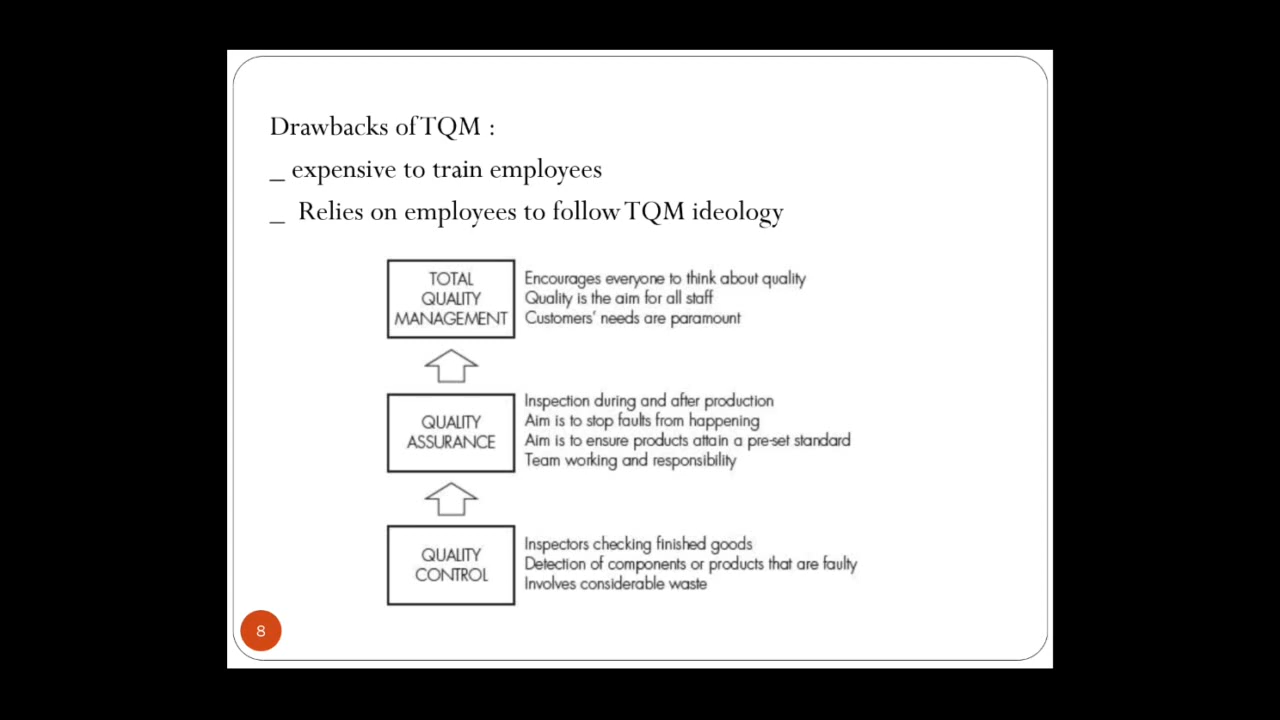 Drawbacks of TQM :
_ expensive to train employees
_ Relies on employees to follow TQM ideology
TOTAL
QUALITY
MANAGEMENT
Encourages everyone to think about quality
Quality is the aim for all staff
Customers' needs are paramount
QUALITY
ASSURANCE
Inspection during and after production
Aim is to stop faults from happening
Aim is to ensure products attain a pre-set standard
Team working and responsibility
QUALITY
CONTROL
Inspectors checking finished goods
Detection of components or products that are faulty
Involves considerable waste
8